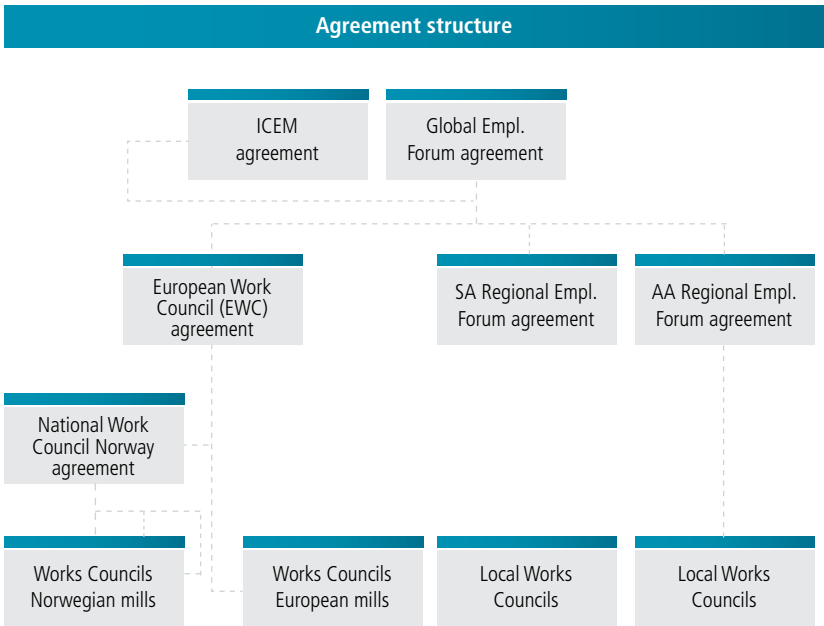 Agreement structure
ICEM
agreement
Global Empl.
Forum agreement
European Work
Council (EWC)
agreement
SA Regional Empl.
Forum agreement
AA Regional Empl.
Forum agreement
National Work
Council Norway
agreement
Works Councils
Norwegian mills
Works Councils
European mills
Local Works
Councils
Local Works
Councils